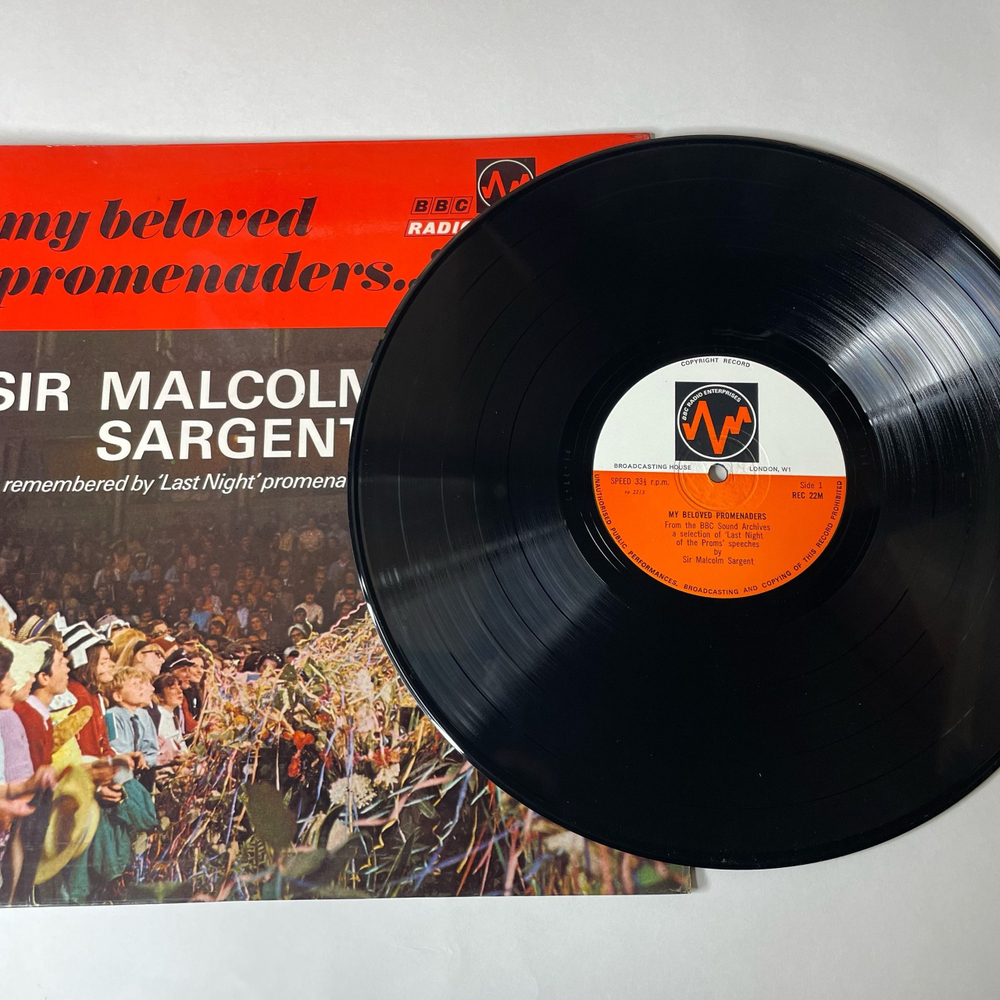 my beloved
promenaders...
BBC
RADIO
SIR MALCOLM
SARGENT
remembered by 'Last Night' promena
COPYRIGHT RECORD
BBC RADIO ENTERPRISES
BROADCASTING HOUSE LONDON, W1
SPEED 33⅓ r.p.m. Side 1
REC 22M
MY BELOVED PROMENADERS
From the BBC Sound Archives
a selection of 'Last Night
of the Proms' speeches
by
Sir Malcolm Sargent
UNAUTHORISED PUBLIC PERFORMANCES, BROADCASTING AND COPYING OF THIS RECORD PROHIBITED